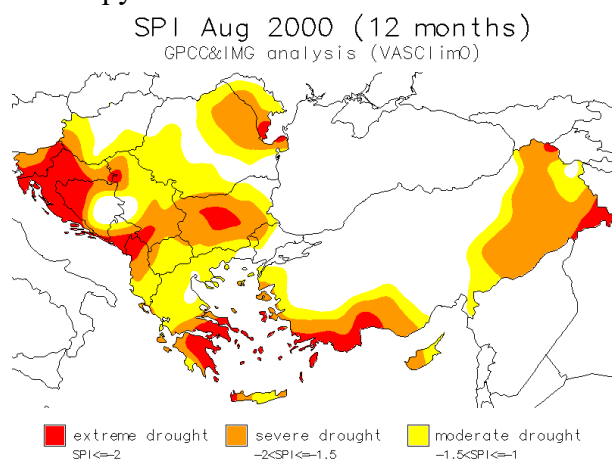 SPI Aug 2000 (12 months)
GPCC&IMG analysis (VASClimO)
extreme drought
SPI<=-2
severe drought
-2<SPI<=-1.5
moderate drought
-1.5<SPI<=-1